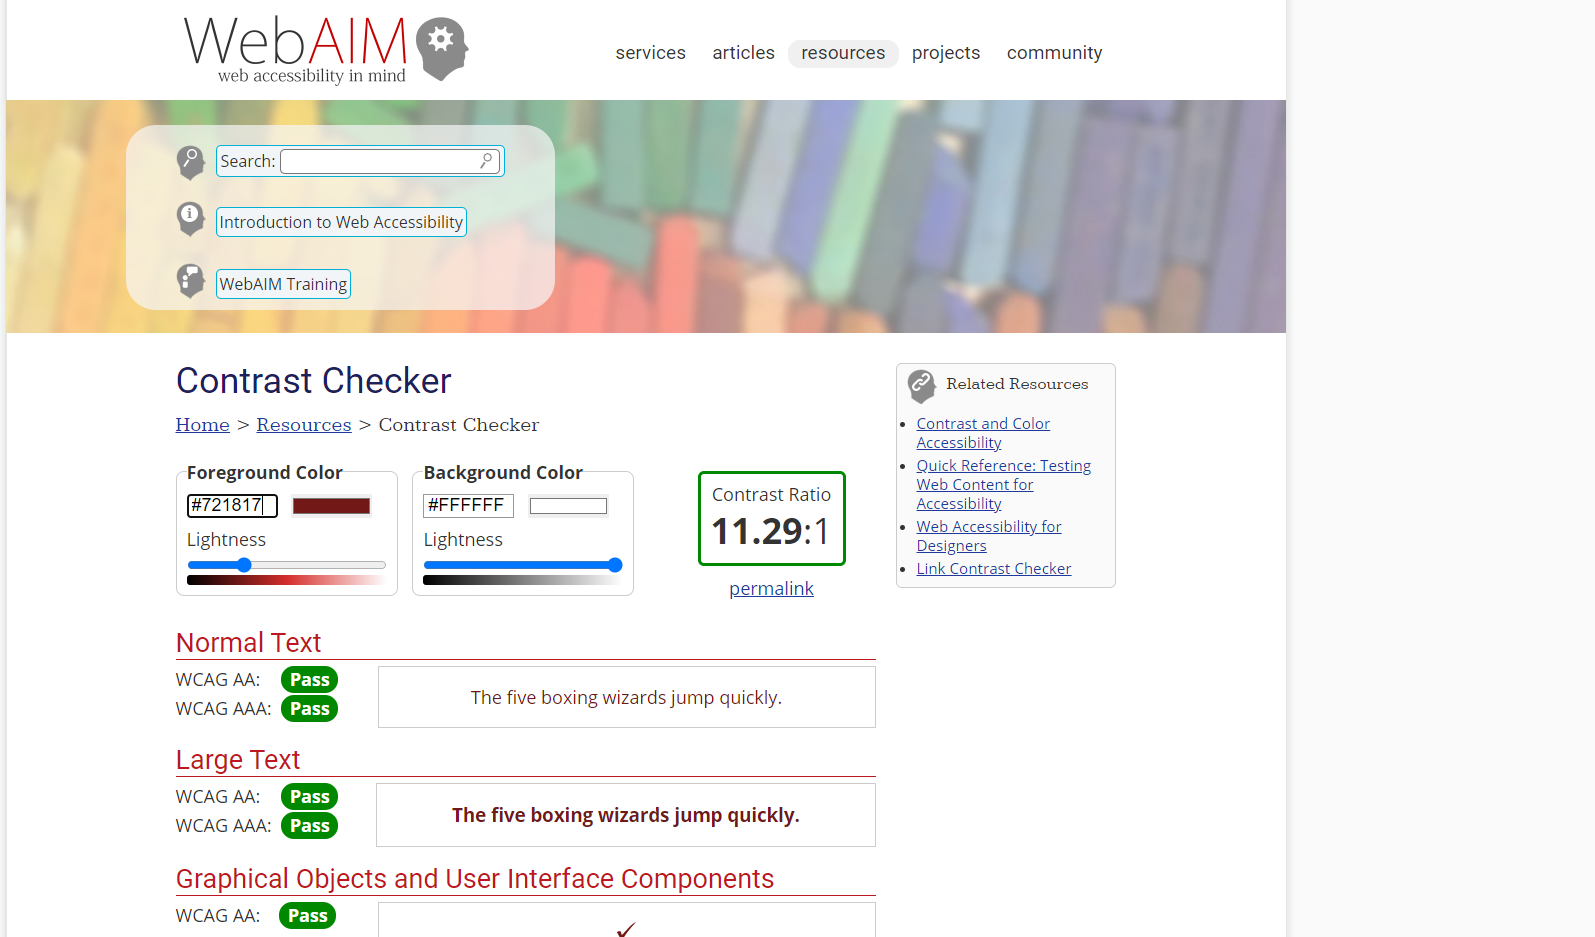 WebAIM
web accessibility in mind
services articles resources projects community
Search:
Introduction to Web Accessibility
WebAIM Training
Contrast Checker
Home > Resources > Contrast Checker
Foreground Color
#721817
Lightness
Background Color
#FFFFFF
Lightness
Contrast Ratio
11.29:1
permalink
Normal Text
WCAG AA: Pass
WCAG AAA: Pass
The five boxing wizards jump quickly.
Large Text
WCAG AA: Pass
WCAG AAA: Pass
The five boxing wizards jump quickly.
Graphical Objects and User Interface Components
WCAG AA: Pass
Related Resources
Contrast and Color
Accessibility
Quick Reference: Testing
Web Content for
Accessibility
Web Accessibility for
Designers
Link Contrast Checker